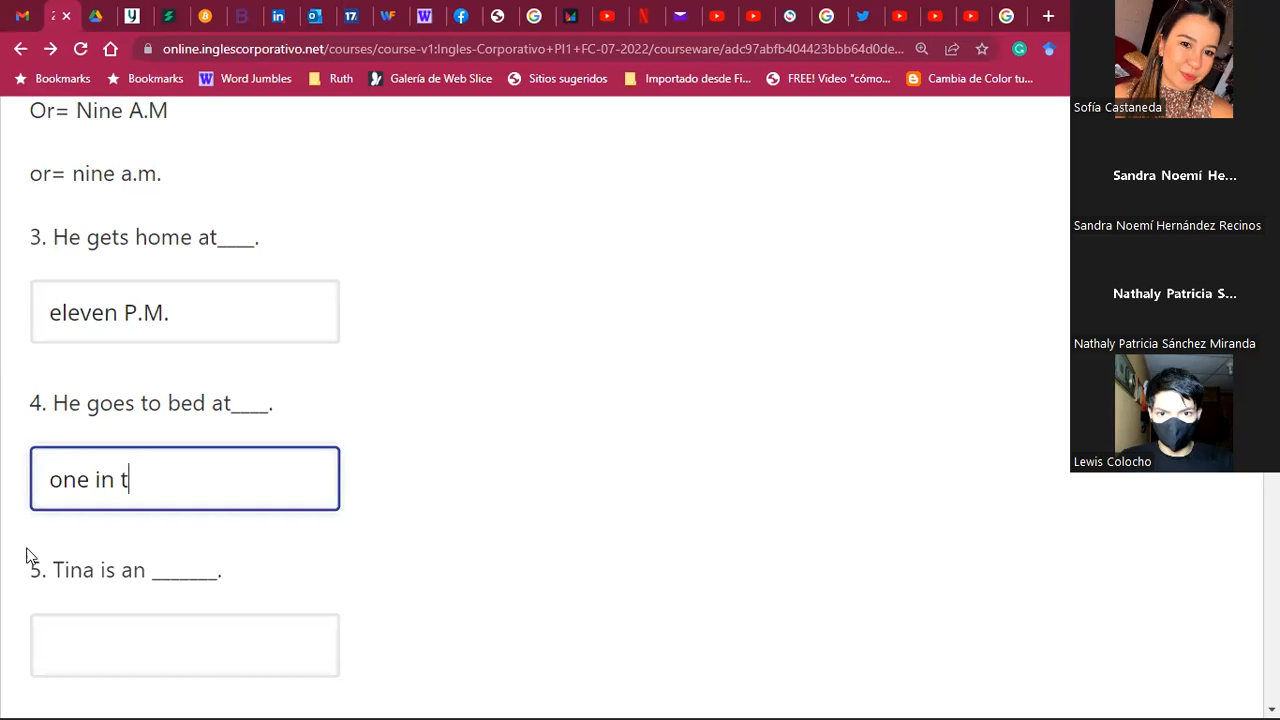 2
17
online.inglescorporativo.net/courses/course-v1:Ingles-Corporativo+PI1+FC-07-2022/courseware/adc97abfb404423bbb64d0de...
Bookmarks Bookmarks Word Jumbles Ruth Galería de Web Slice Sitios sugeridos Importado desde Fi... FREE! Video "cómo... Cambia de Color tu...
Or= Nine A.M
or= nine a.m.
3. He gets home at____.
eleven P.M.
4. He goes to bed at____.
one in t
5. Tina is an _______.
Sofía Castaneda
Sandra Noemí He...
Sandra Noemí Hernández Recinos
Nathaly Patricia S...
Nathaly Patricia Sánchez Miranda
Lewis Colocho